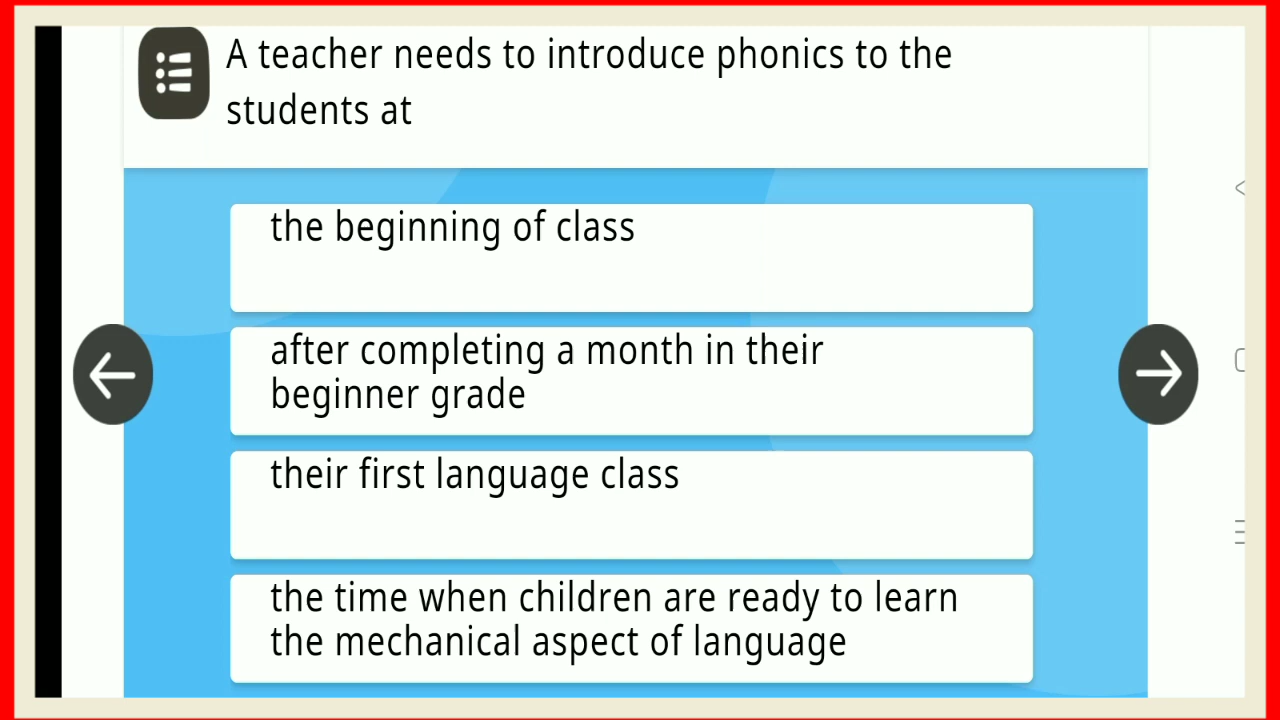 A teacher needs to introduce phonics to the
students at
the beginning of class
after completing a month in their
beginner grade
their first language class
the time when children are ready to learn
the mechanical aspect of language